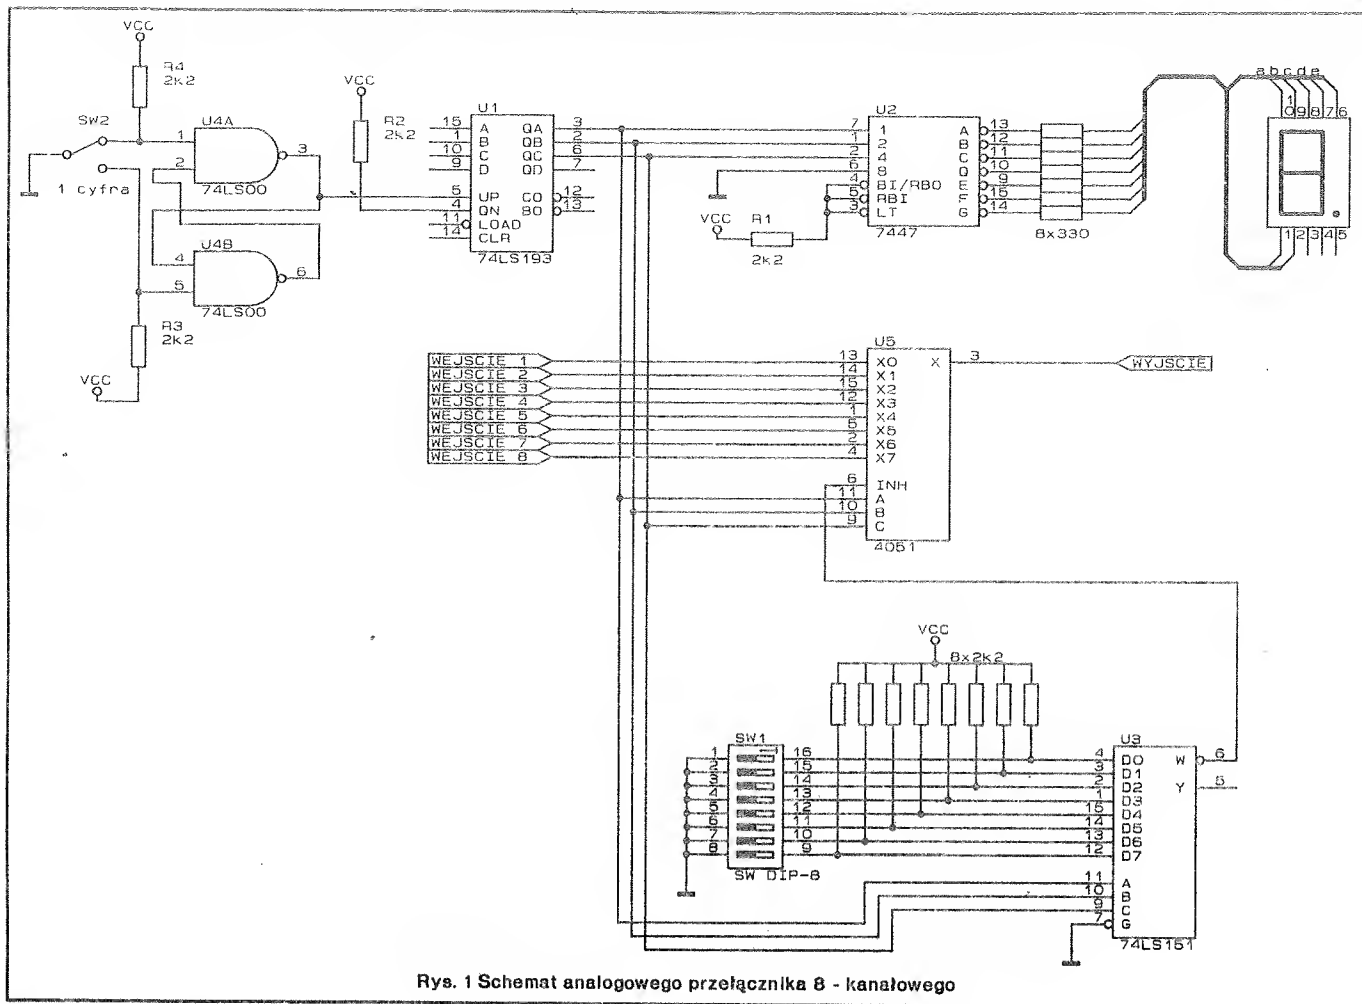 VCC
R4
2k2
SW2
1 cyfra
1
2
U4A
3
74LS00
4
5
U4B
6
74LS00
R3
2k2
VCC
VCC
R2
2k2
U1
15 A QA 3
1 B QB 2
10 C QC 6
9 D QD 7
5 UP CO 12
4 QN BO 13
11 LOAD
14 CLR
74LS193
U2
7 1 A 13
1 2 B 12
2 4 C 11
6 8 Q 10
4 BI/RBO E 9
5 RBI F 15
3 LT G 14
7447
VCC
R1
2k2
8x330
a b c d e
1
0 9 8 7 6
1 2 3 4 5
U5
WEJSCIE 1 13 X0 X 3 WYJSCIE
WEJSCIE 2 14 X1
WEJSCIE 3 15 X2
WEJSCIE 4 12 X3
WEJSCIE 5 1 X4
WEJSCIE 6 5 X5
WEJSCIE 7 2 X6
WEJSCIE 8 4 X7
6 INH
11 A
10 B
9 C
4051
VCC
8x2k2
SW1
1 16
2 15
3 14
4 13
5 12
6 11
7 10
8 9
SW DIP-8
U3
4 D0 W 6
3 D1
2 D2 Y 5
1 D3
15 D4
14 D5
13 D6
12 D7
11 A
10 B
9 C
7 G
74LS151
Rys. 1 Schemat analogowego przełącznika 8 - kanałowego